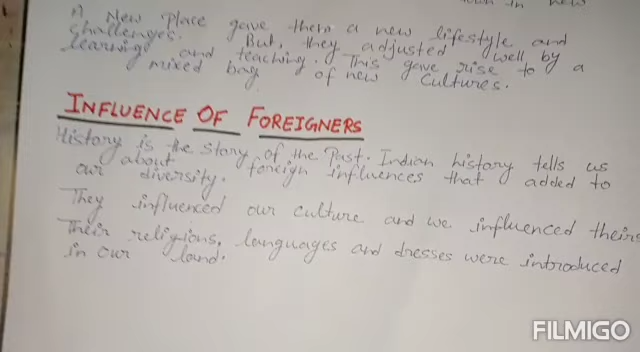 in new
A New Place gave them a new lifestyle and
challenges. But, they adjusted well by
learning and teaching. This gave rise to a
mixed bag of new Cultures.
INFLUENCE OF FOREIGNERS
History is the story of the Past. Indian history tells us
about foreign influences that added to
our diversity.
They influenced our culture and we influenced theirs
Their religions, languages and dresses were introduced
in our land.
FILMIGO